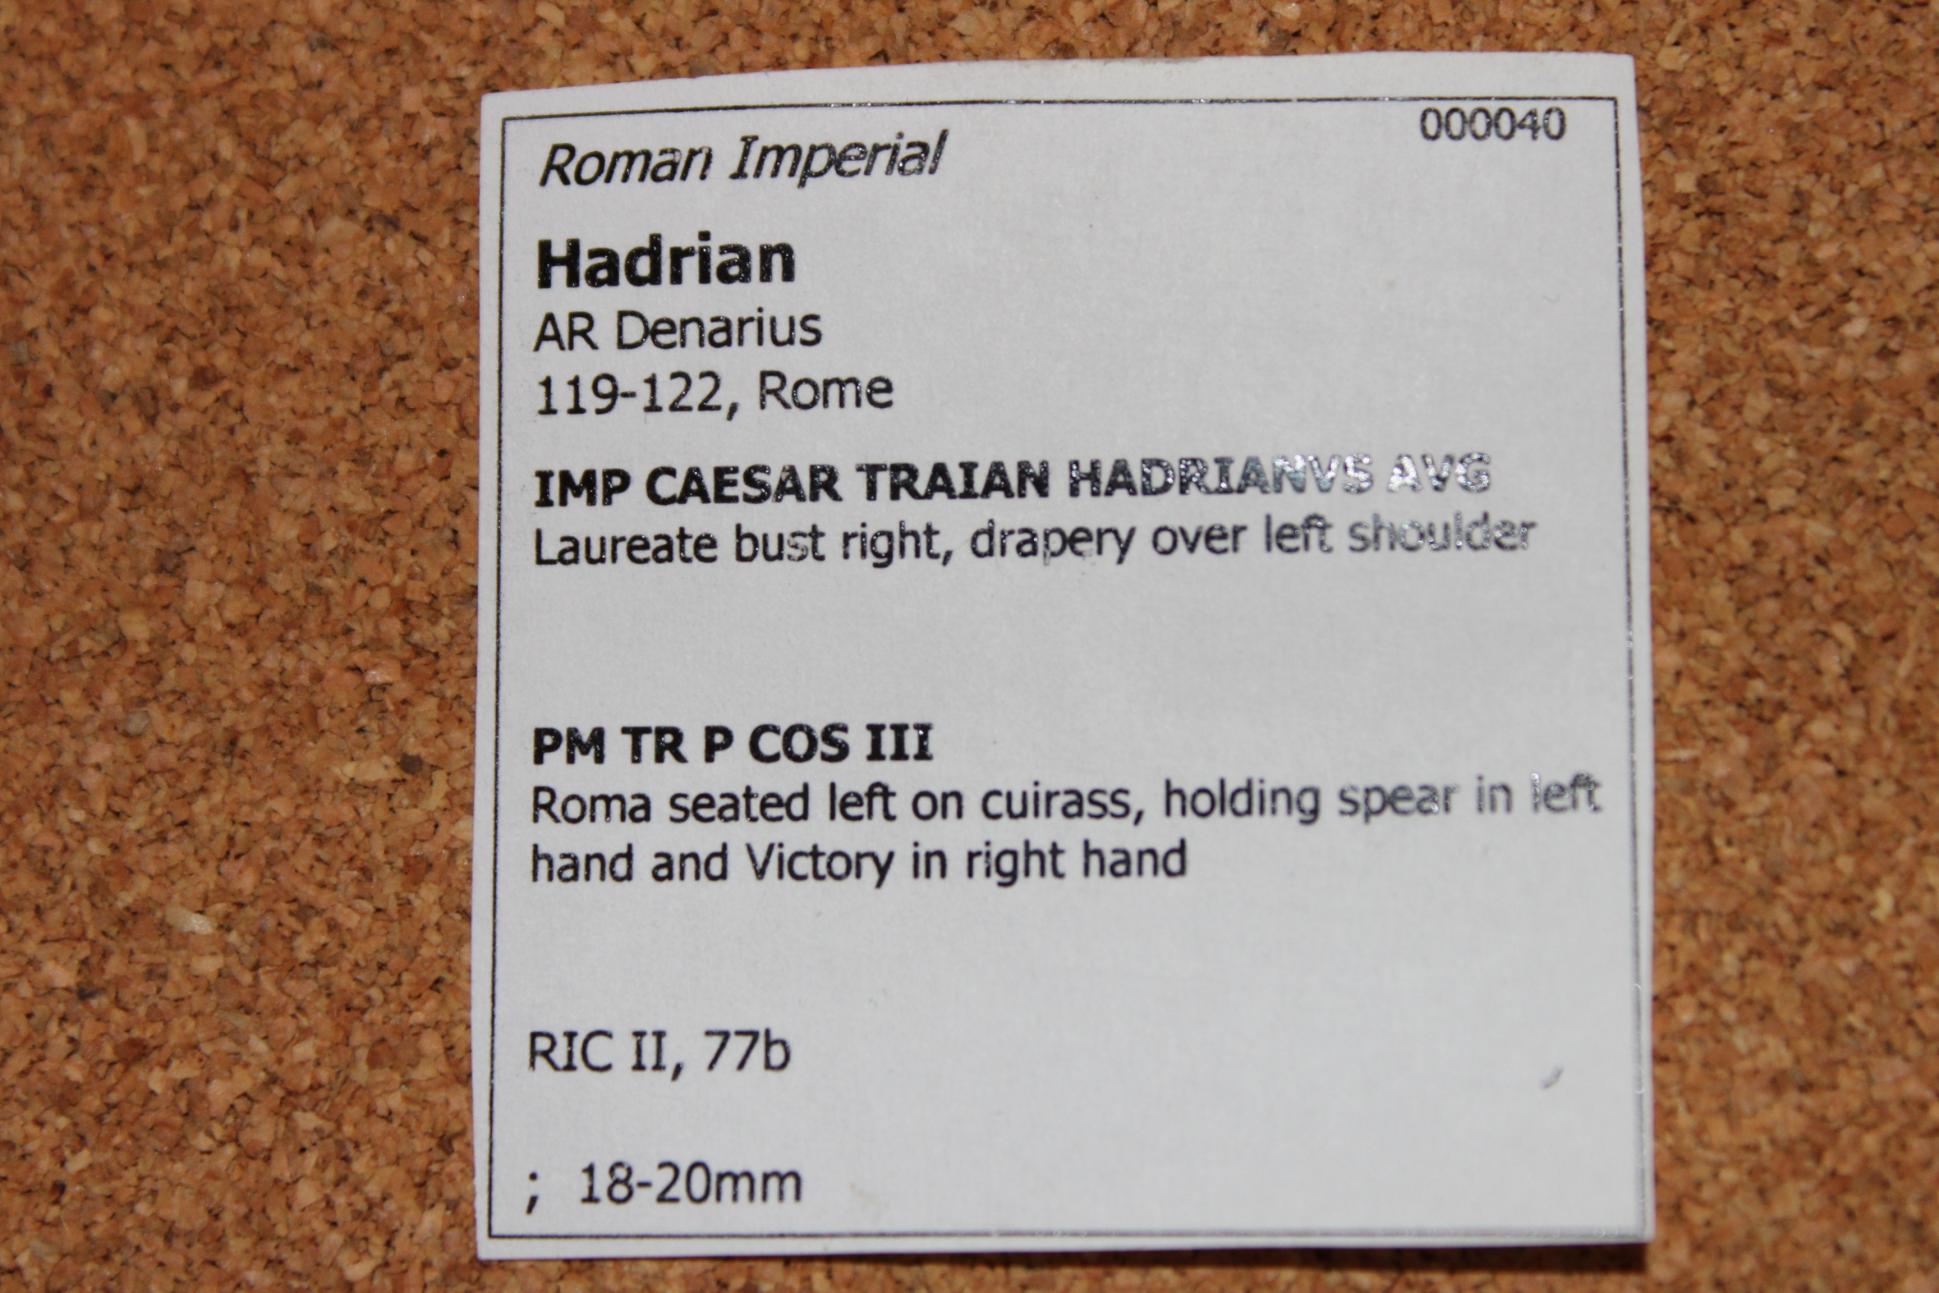 000040
Roman Imperial
Hadrian
AR Denarius
119-122, Rome
IMP CAESAR TRAIAN HADRIANVS AVG
Laureate bust right, drapery over left shoulder
PM TR P COS III
Roma seated left on cuirass, holding spear in left
hand and Victory in right hand
RIC II, 77b
; 18-20mm